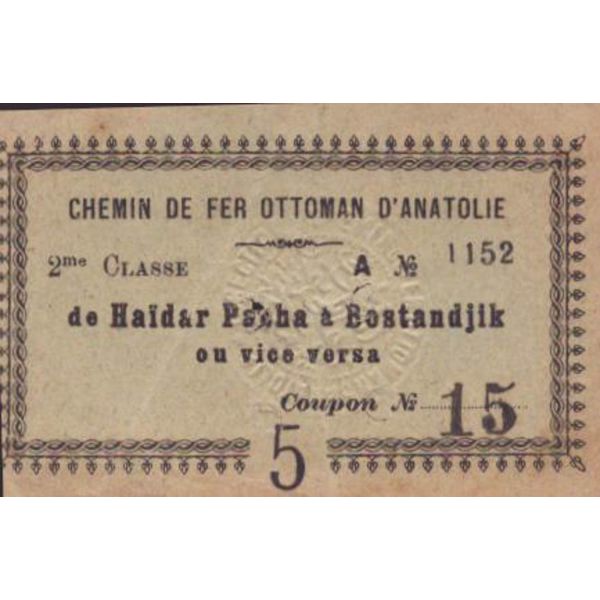 CHEMIN DE FER OTTOMAN D'ANATOLIE
2me CLASSE A № 1152
de Haïdar Pacha à Bostandjik
ou vice versa
Coupon № 15
5